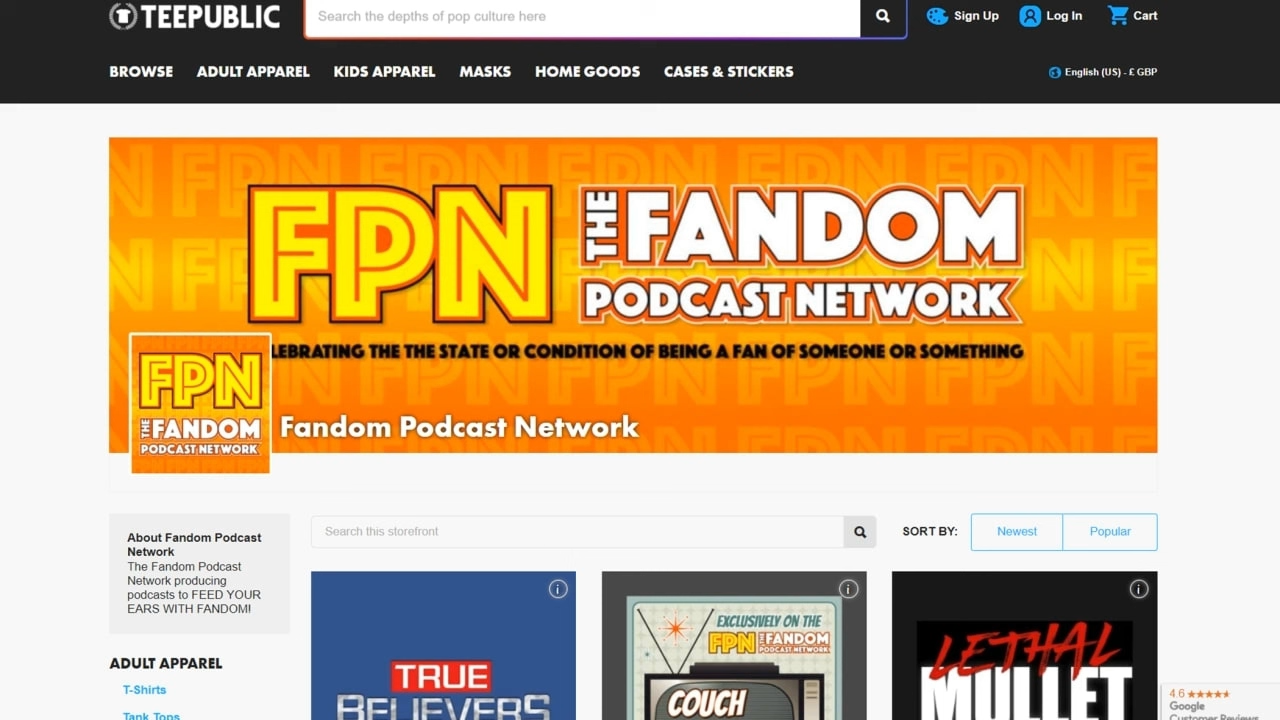 TEEPUBLIC
Search the depths of pop culture here
Sign Up
Log In
Cart
BROWSE
ADULT APPAREL
KIDS APPAREL
MASKS
HOME GOODS
CASES & STICKERS
English (US) - £ GBP
FPN
THE FANDOM
PODCAST NETWORK
LEBRATING THE THE STATE OR CONDITION OF BEING A FAN OF SOMEONE OR SOMETHING
FPN
THE FANDOM
PODCAST NETWORK
Fandom Podcast Network
About Fandom Podcast
Network
The Fandom Podcast
Network producing
podcasts to FEED YOUR
EARS WITH FANDOM!
Search this storefront
SORT BY:
Newest
Popular
TRUE
BELIEVERS
EXCLUSIVELY ON THE
FPN THE FANDOM
PODCAST NETWORK
COUCH
LETHAL
MULLET
ADULT APPAREL
T-Shirts
Tank Tops
4.6
Google
Customer Reviews